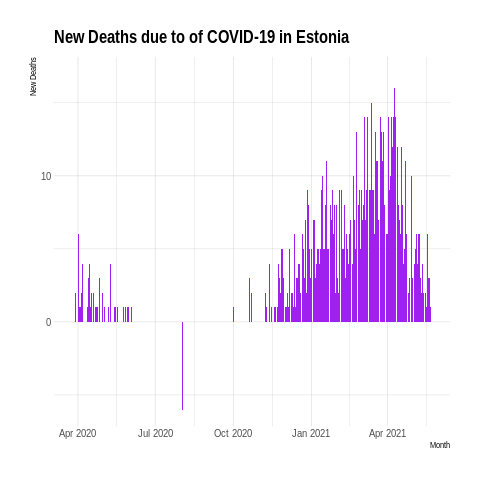 New Deaths due to of COVID-19 in Estonia
New Deaths
10
0
Apr 2020 Jul 2020 Oct 2020 Jan 2021 Apr 2021
Month